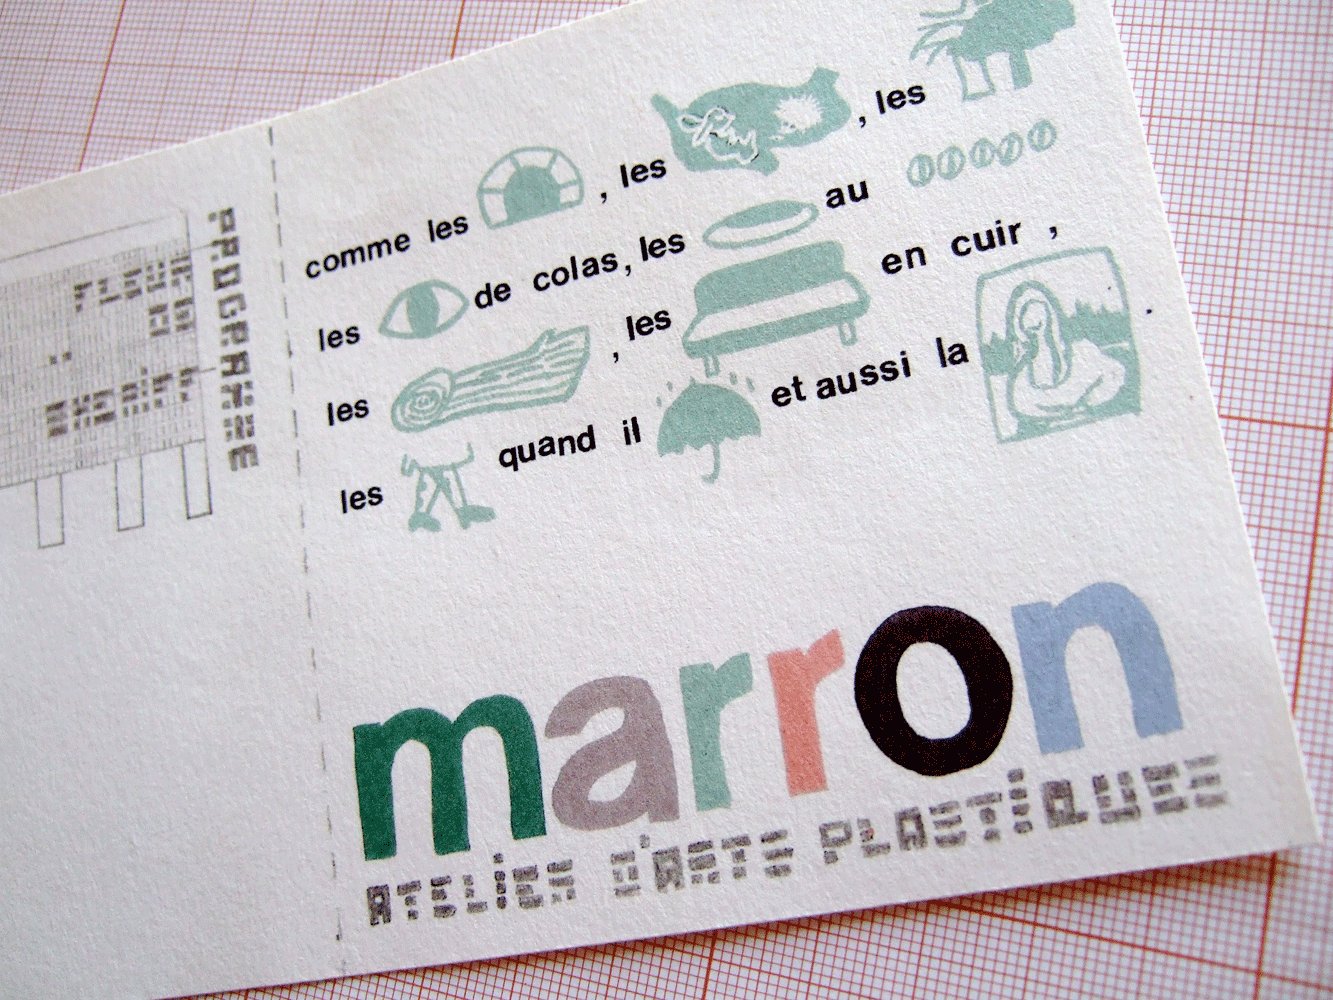 comme les , les , les
les de colas, les au
les , les en cuir ,
les quand il et aussi la .
marron
ATELIER D'ARTS PLASTIQUES
PROGRAMME